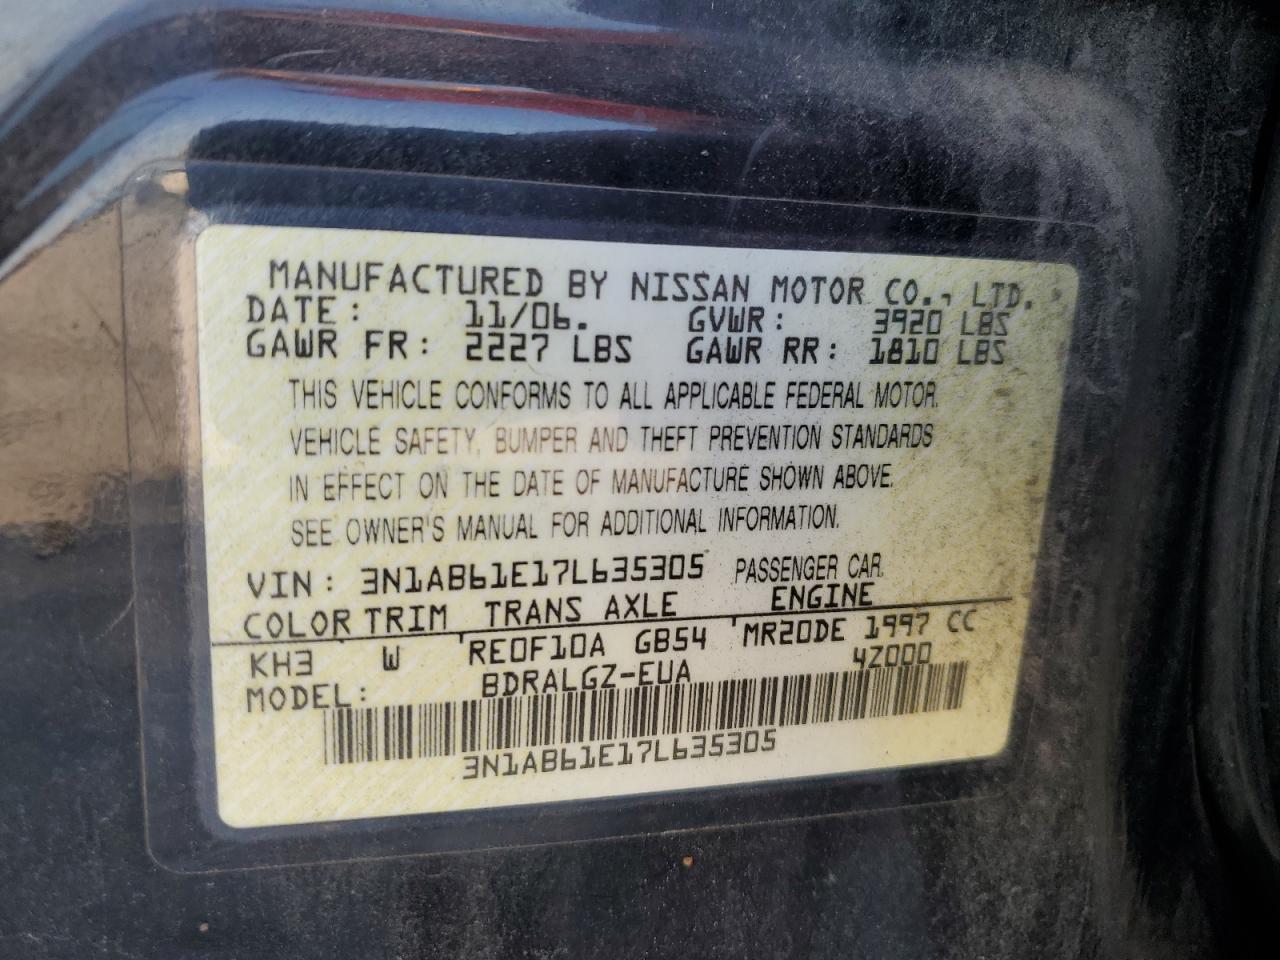 MANUFACTURED BY NISSAN MOTOR CO., LTD.
DATE: 11/06. GVWR: 3920 LBS
GAWR FR: 2227 LBS GAWR RR: 1810 LBS
THIS VEHICLE CONFORMS TO ALL APPLICABLE FEDERAL MOTOR
VEHICLE SAFETY, BUMPER AND THEFT PREVENTION STANDARDS
IN EFFECT ON THE DATE OF MANUFACTURE SHOWN ABOVE.
SEE OWNER'S MANUAL FOR ADDITIONAL INFORMATION.
VIN: 3N1AB61E17L635305 PASSENGER CAR
COLOR TRIM TRANS AXLE ENGINE
KH3 W RE0F10A GB54 MR20DE 1997 CC
MODEL: BDRALGZ-EUA 4Z000
3N1AB61E17L635305